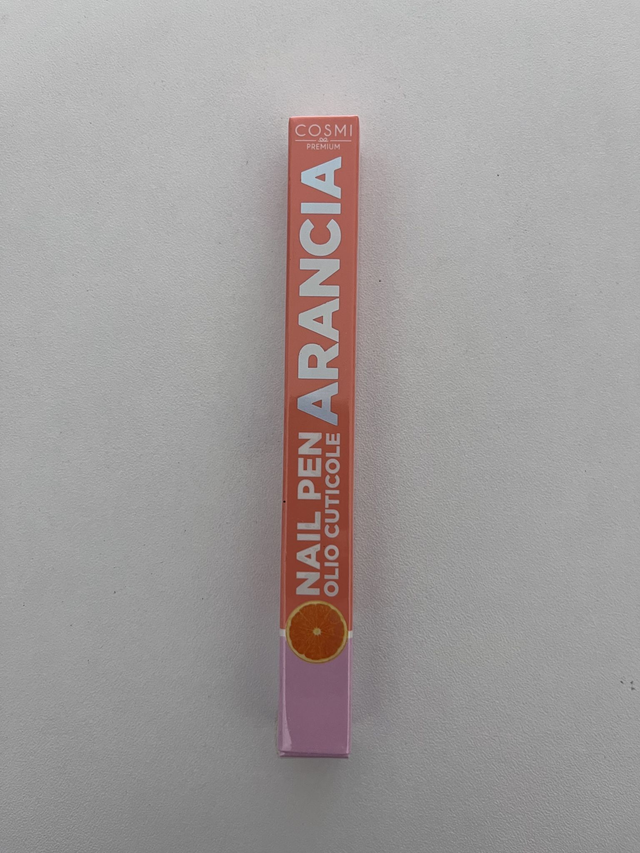 COSMI
PREMIUM
ARANCIA
NAIL PEN
OLIO CUTICOLE